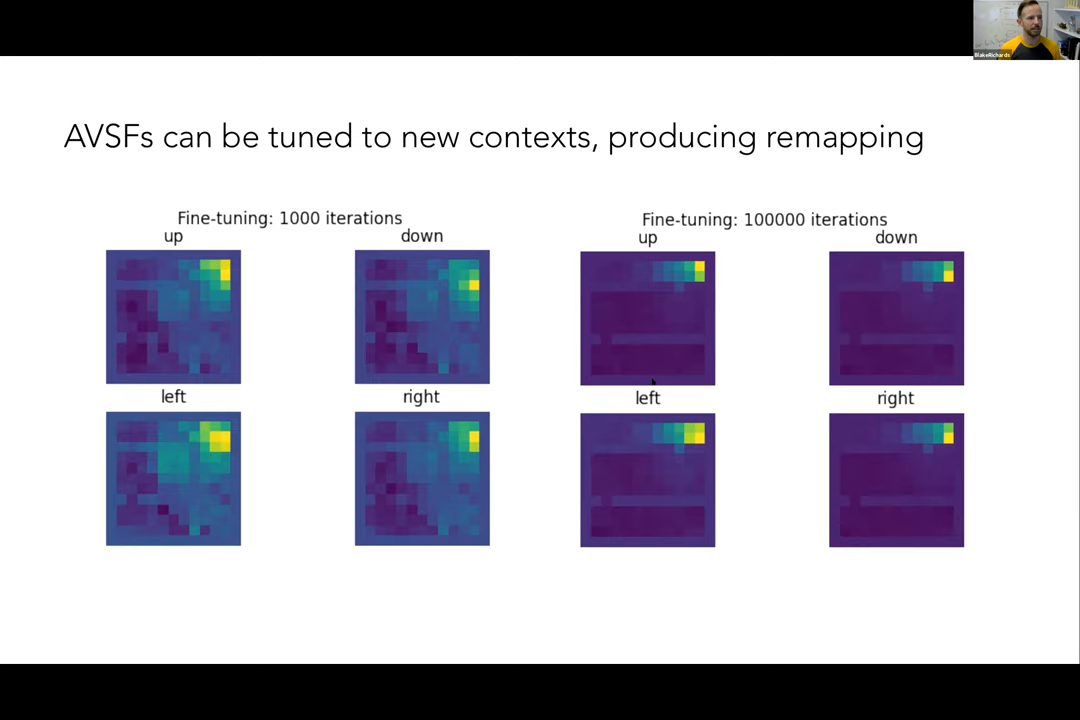 BlakeRichards
AVSFs can be tuned to new contexts, producing remapping
Fine-tuning: 1000 iterations
up
down
left
right
Fine-tuning: 100000 iterations
up
down
left
right